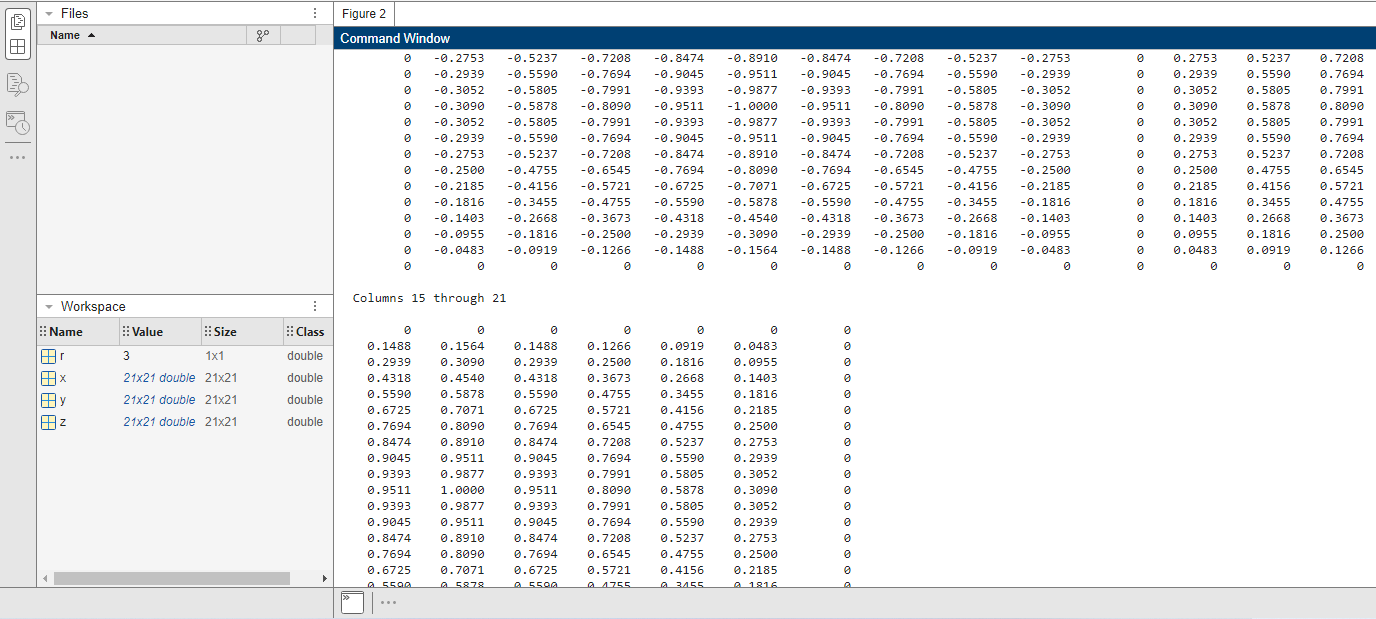 Files
Name
Workspace
Name Value Size Class
r 3 1x1 double
x 21x21 double 21x21 double
y 21x21 double 21x21 double
z 21x21 double 21x21 double
Figure 2
Command Window
0 -0.2753 -0.5237 -0.7208 -0.8474 -0.8910 -0.8474 -0.7208 -0.5237 -0.2753 0 0.2753 0.5237 0.7208
0 -0.2939 -0.5590 -0.7694 -0.9045 -0.9511 -0.9045 -0.7694 -0.5590 -0.2939 0 0.2939 0.5590 0.7694
0 -0.3052 -0.5805 -0.7991 -0.9393 -0.9877 -0.9393 -0.7991 -0.5805 -0.3052 0 0.3052 0.5805 0.7991
0 -0.3090 -0.5878 -0.8090 -0.9511 -1.0000 -0.9511 -0.8090 -0.5878 -0.3090 0 0.3090 0.5878 0.8090
0 -0.3052 -0.5805 -0.7991 -0.9393 -0.9877 -0.9393 -0.7991 -0.5805 -0.3052 0 0.3052 0.5805 0.7991
0 -0.2939 -0.5590 -0.7694 -0.9045 -0.9511 -0.9045 -0.7694 -0.5590 -0.2939 0 0.2939 0.5590 0.7694
0 -0.2753 -0.5237 -0.7208 -0.8474 -0.8910 -0.8474 -0.7208 -0.5237 -0.2753 0 0.2753 0.5237 0.7208
0 -0.2500 -0.4755 -0.6545 -0.7694 -0.8090 -0.7694 -0.6545 -0.4755 -0.2500 0 0.2500 0.4755 0.6545
0 -0.2185 -0.4156 -0.5721 -0.6725 -0.7071 -0.6725 -0.5721 -0.4156 -0.2185 0 0.2185 0.4156 0.5721
0 -0.1816 -0.3455 -0.4755 -0.5590 -0.5878 -0.5590 -0.4755 -0.3455 -0.1816 0 0.1816 0.3455 0.4755
0 -0.1403 -0.2668 -0.3673 -0.4318 -0.4540 -0.4318 -0.3673 -0.2668 -0.1403 0 0.1403 0.2668 0.3673
0 -0.0955 -0.1816 -0.2500 -0.2939 -0.3090 -0.2939 -0.2500 -0.1816 -0.0955 0 0.0955 0.1816 0.2500
0 -0.0483 -0.0919 -0.1266 -0.1488 -0.1564 -0.1488 -0.1266 -0.0919 -0.0483 0 0.0483 0.0919 0.1266
0 0 0 0 0 0 0 0 0 0 0 0 0 0
Columns 15 through 21
0 0 0 0 0 0 0
0.1488 0.1564 0.1488 0.1266 0.0919 0.0483 0
0.2939 0.3090 0.2939 0.2500 0.1816 0.0955 0
0.4318 0.4540 0.4318 0.3673 0.2668 0.1403 0
0.5590 0.5878 0.5590 0.4755 0.3455 0.1816 0
0.6725 0.7071 0.6725 0.5721 0.4156 0.2185 0
0.7694 0.8090 0.7694 0.6545 0.4755 0.2500 0
0.8474 0.8910 0.8474 0.7208 0.5237 0.2753 0
0.9045 0.9511 0.9045 0.7694 0.5590 0.2939 0
0.9393 0.9877 0.9393 0.7991 0.5805 0.3052 0
0.9511 1.0000 0.9511 0.8090 0.5878 0.3090 0
0.9393 0.9877 0.9393 0.7991 0.5805 0.3052 0
0.9045 0.9511 0.9045 0.7694 0.5590 0.2939 0
0.8474 0.8910 0.8474 0.7208 0.5237 0.2753 0
0.7694 0.8090 0.7694 0.6545 0.4755 0.2500 0
0.6725 0.7071 0.6725 0.5721 0.4156 0.2185 0
0.5590 0.5878 0.5590 0.4755 0.3455 0.1816 0